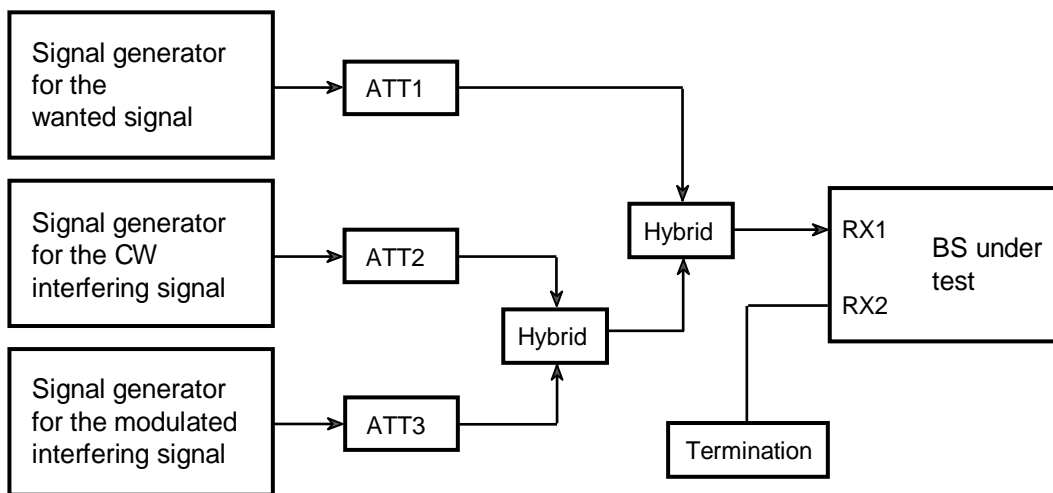 Signal generator
for the
wanted signal
ATT1
Signal generator
for the CW
interfering signal
ATT2
Hybrid
Hybrid
Signal generator
for the modulated
interfering signal
ATT3
RX1
RX2
BS under
test
Termination